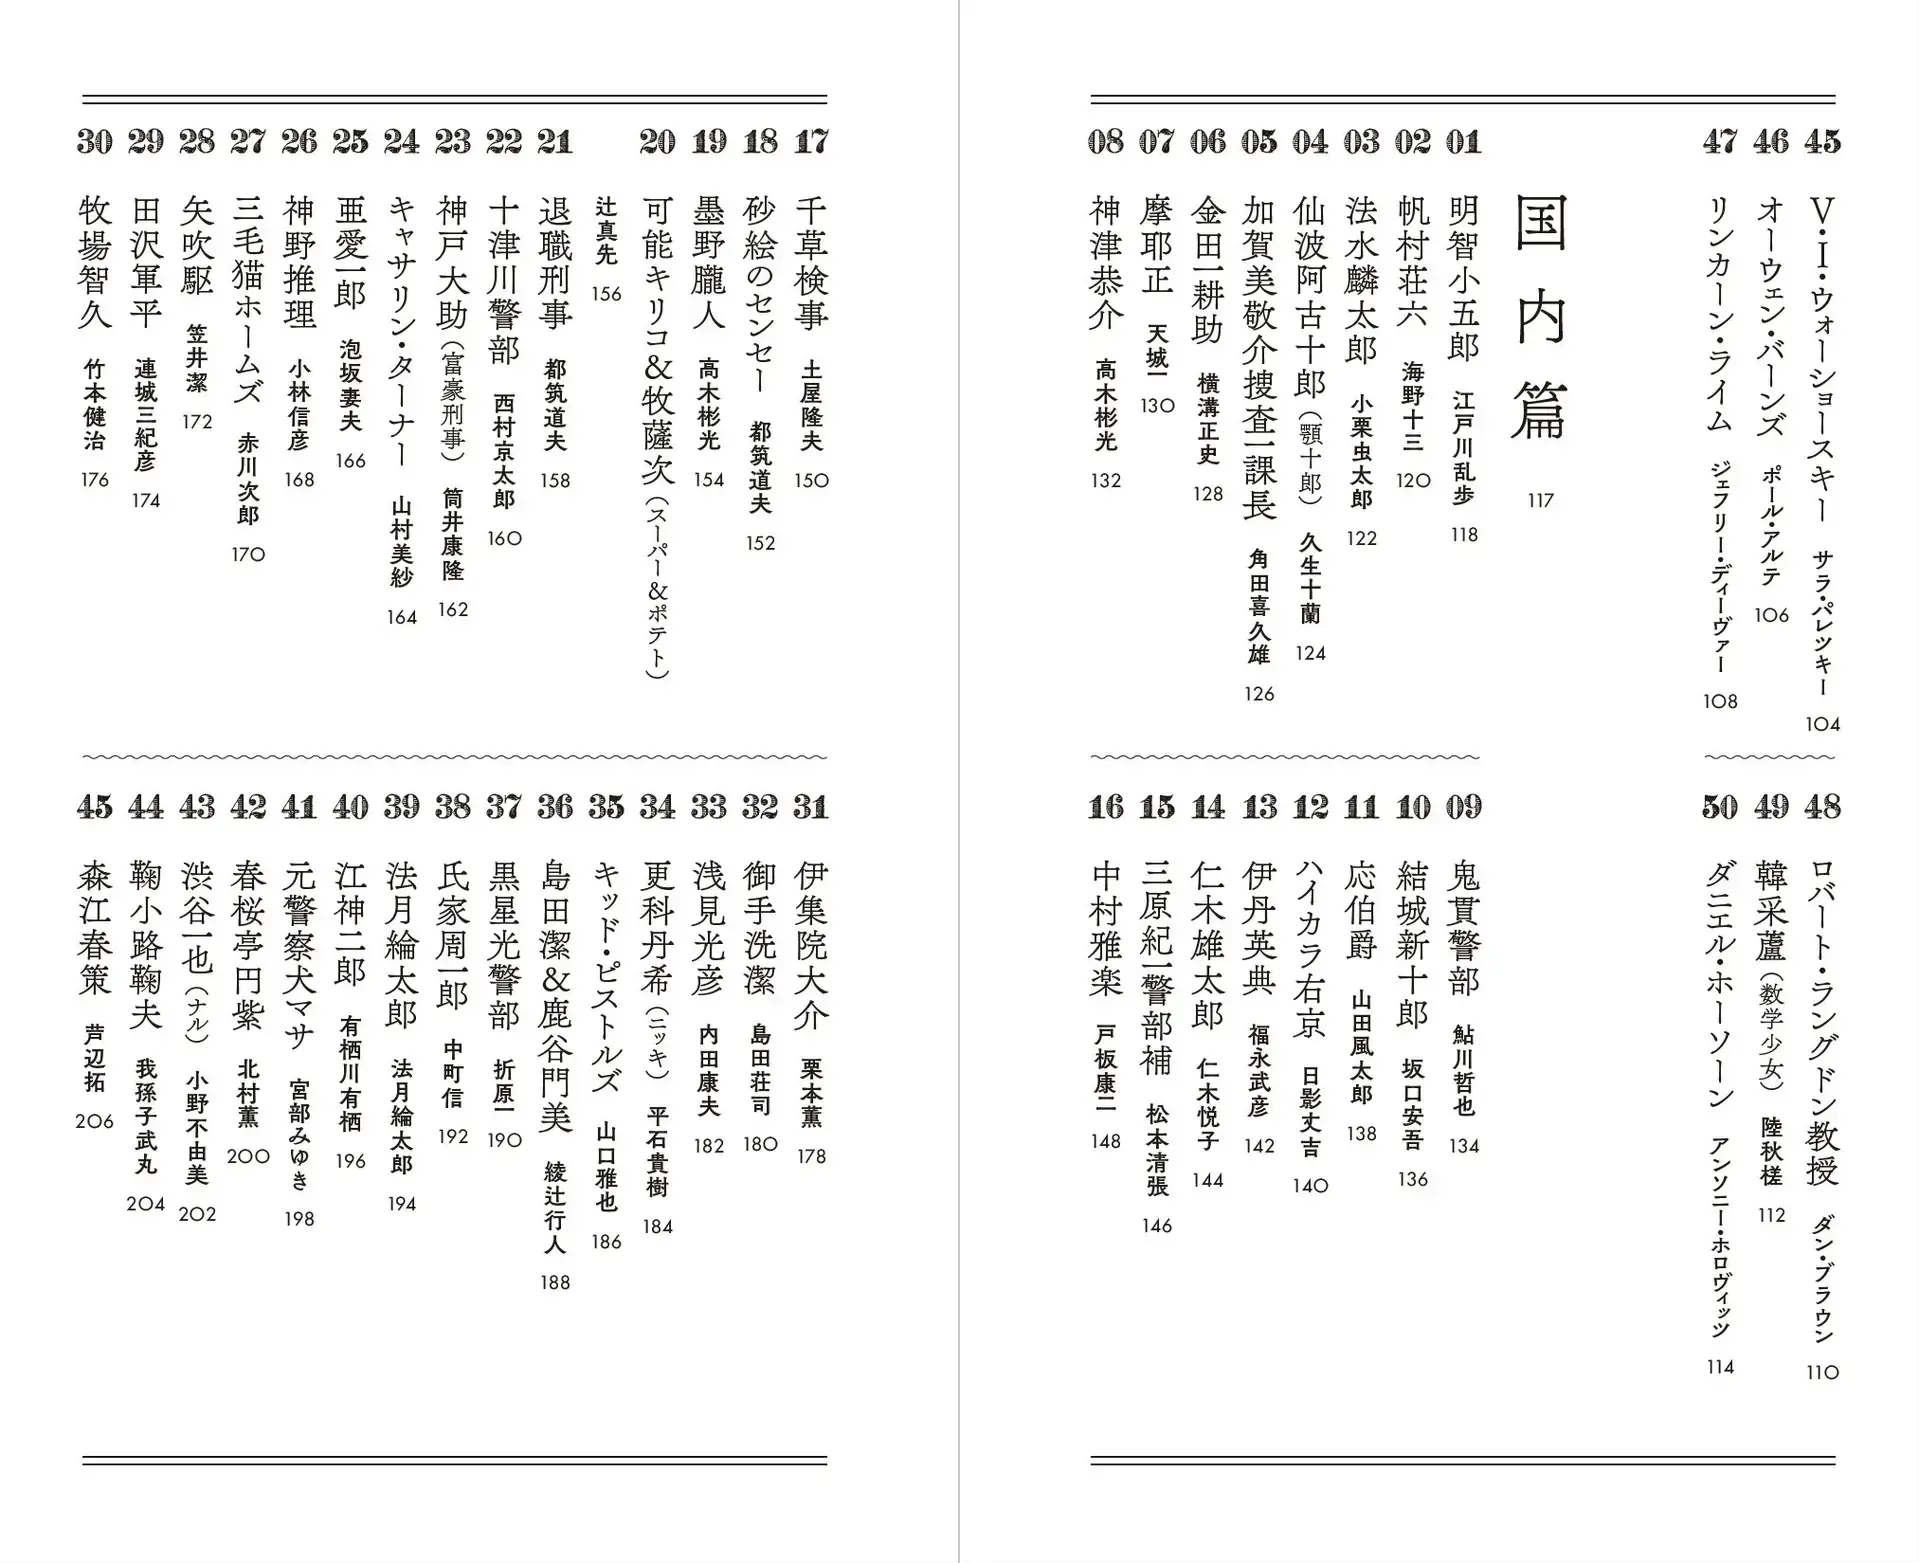 45 V・I・ウォーショースキー サラ・パレツキー 104
46 オーウェン・バーンズ ポール・アルテ 106
47 リンカーン・ライム ジェフリー・ディーヴァー 108
48 ロバート・ラングドン教授 ダン・ブラウン 110
49 韓采蘆(数学少女) 陸秋槎 112
50 ダニエル・ホーソーン アンソニー・ホロヴィッツ 114
国内篇 117
01 明智小五郎 江戸川乱歩 118
02 帆村荘六 海野十三 120
03 法水麟太郎 小栗虫太郎 122
04 仙波阿古十郎(顎十郎) 久生十蘭 124
05 加賀美敬介捜査一課長 角田喜久雄 126
06 金田一耕助 横溝正史 128
07 摩耶正 天城一 130
08 神津恭介 高木彬光 132
09 鬼貫警部 鮎川哲也 134
10 結城新十郎 坂口安吾 136
11 応伯爵 山田風太郎 138
12 ハイカラ右京 日影丈吉 140
13 伊丹英典 福永武彦 142
14 仁木雄太郎 仁木悦子 144
15 三原紀一警部補 松本清張 146
16 中村雅楽 戸板康二 148
17 千草検事 土屋隆夫 150
18 砂絵のセンセー 都筑道夫 152
19 墨野朧人 高木彬光 154
20 可能キリコ&牧薩次(スーパー&ポテト)
辻真先 156
21 退職刑事 都筑道夫 158
22 十津川警部 西村京太郎 160
23 神戸大助(富豪刑事) 筒井康隆 162
24 キャサリン・ターナー 山村美紗 164
25 亜愛一郎 泡坂妻夫 166
26 神野推理 小林信彦 168
27 三毛猫ホームズ 赤川次郎 170
28 矢吹駆 笠井潔 172
29 田沢軍平 連城三紀彦 174
30 牧場智久 竹本健治 176
31 伊集院大介 栗本薫 178
32 御手洗潔 島田荘司 180
33 浅見光彦 内田康夫 182
34 更科丹希(ニッキ) 平石貴樹 184
35 キッド・ピストルズ 山口雅也 186
36 島田潔&鹿谷門美 綾辻行人 188
37 黒星光警部 折原一 190
38 氏家周一郎 中町信 192
39 法月綸太郎 法月綸太郎 194
40 江神二郎 有栖川有栖 196
41 元警察犬マサ 宮部みゆき 198
42 春桜亭円紫 北村薫 200
43 渋谷一也(ナル) 小野不由美 202
44 鞠小路鞠夫 我孫子武丸 204
45 森江春策 芦辺拓 206